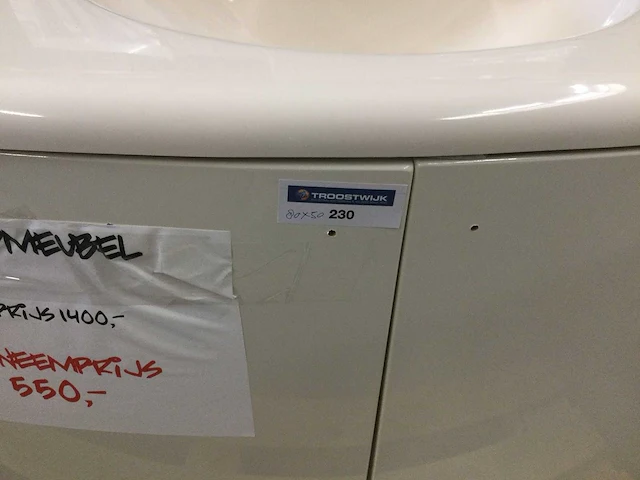 TROOSTWIJK
80x50 230
MEUBEL
PRIJS 1400,-
NEEMPRIJS
550,-